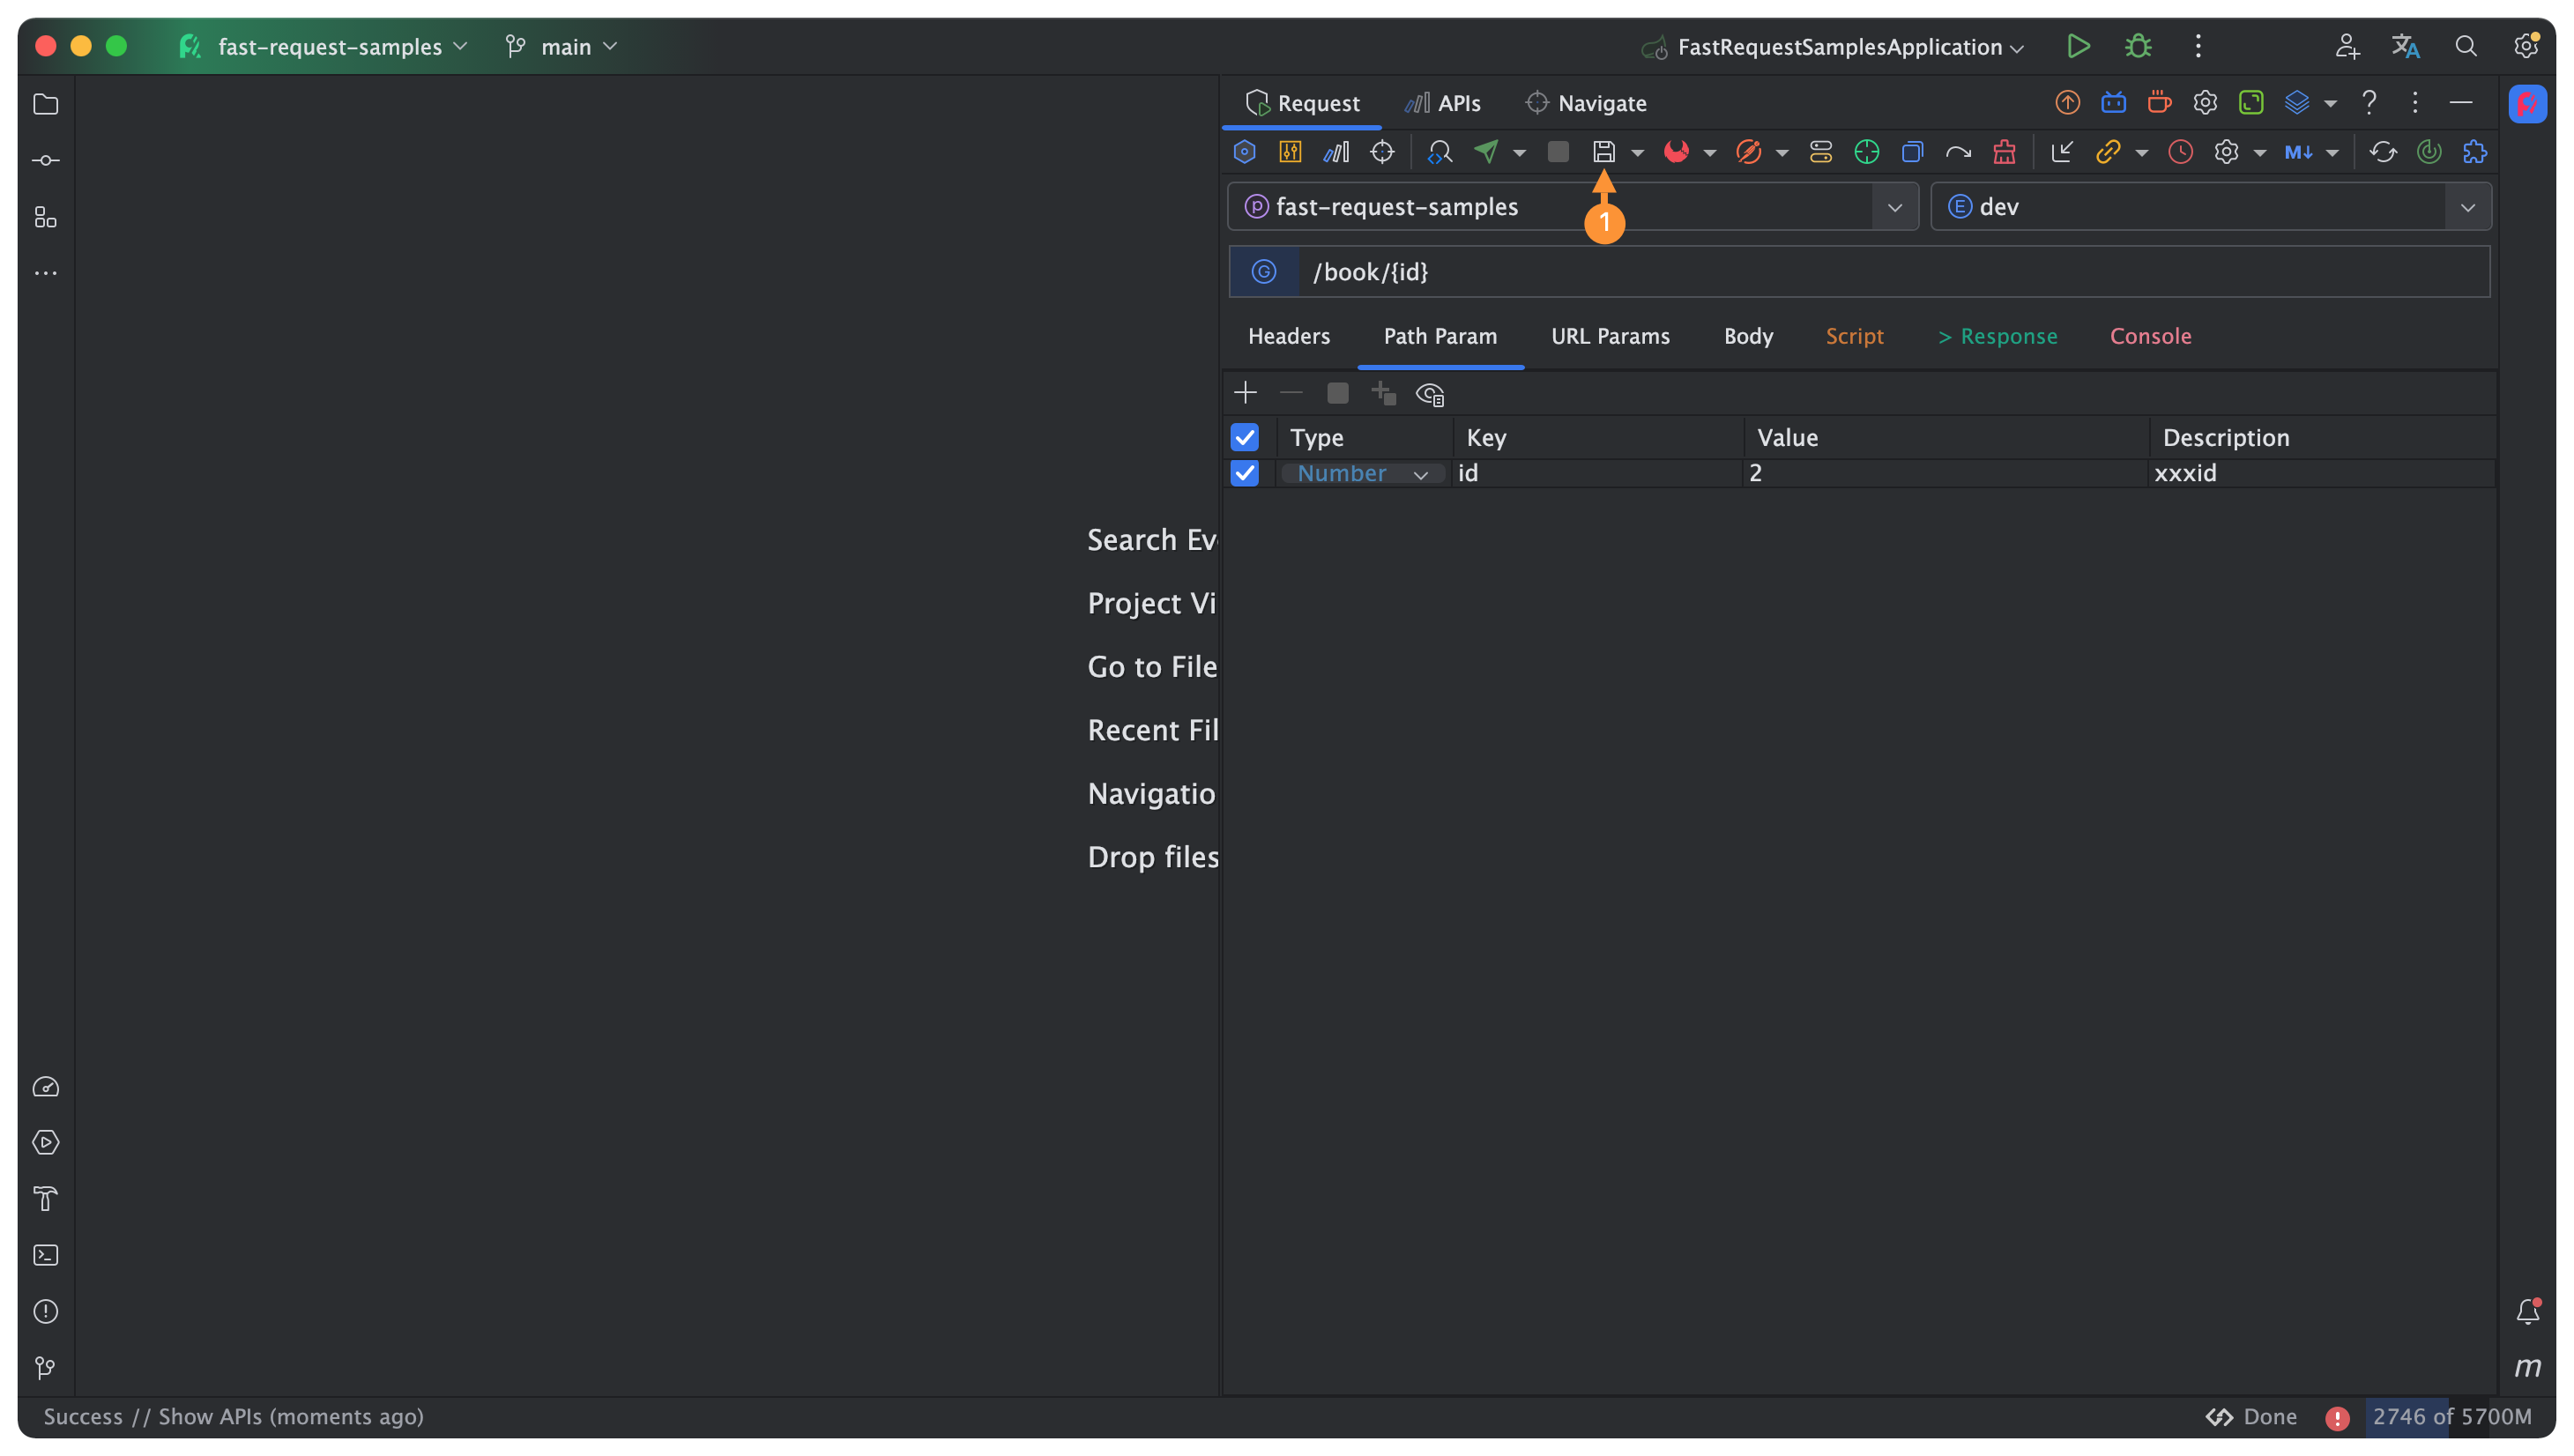 fast-request-samples main FastRequestSamplesApplication
Request APIs Navigate
M↓
P fast-request-samples E dev
1
G /book/{id}
Headers Path Param URL Params Body Script > Response Console
Type Key Value Description
Number id 2 xxxid
Search Ev
Project Vi
Go to File
Recent Fil
Navigatio
Drop files
m
Success // Show APIs (moments ago) Done 2746 of 5700M